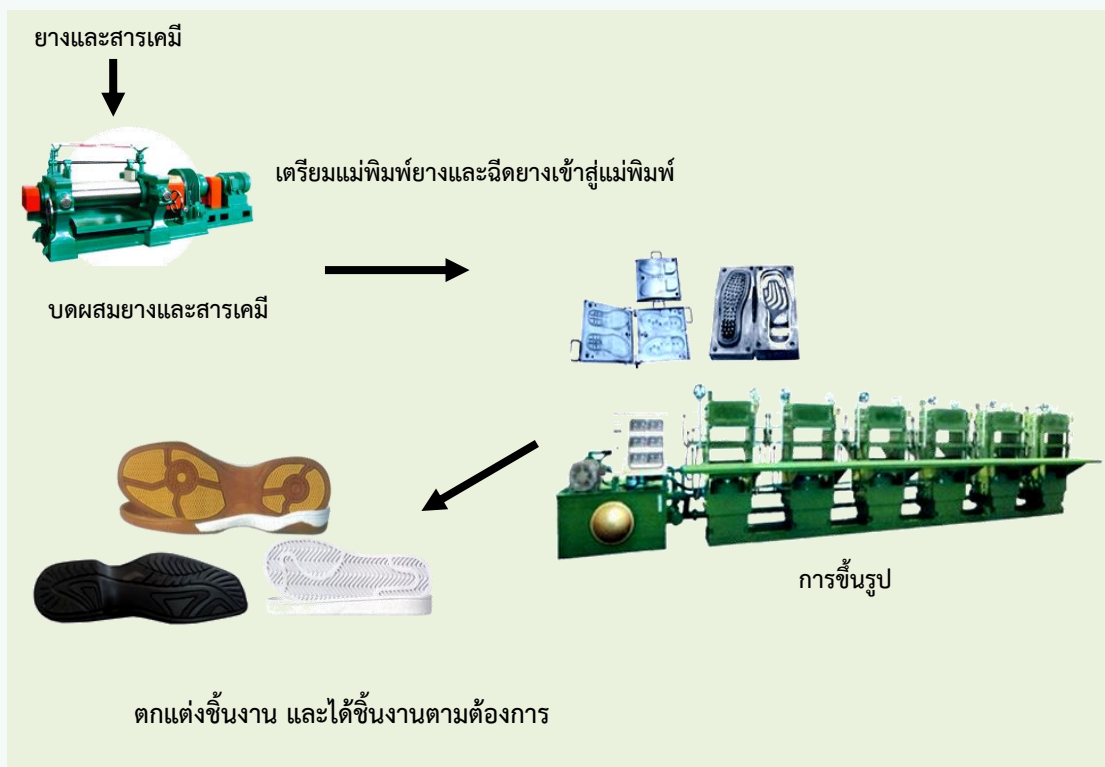 ยางและสารเคมี
เตรียมแม่พิมพ์ยางและฉีดยางเข้าสู่แม่พิมพ์
บดผสมยางและสารเคมี
การขึ้นรูป
ตกแต่งชิ้นงาน และได้ชิ้นงานตามต้องการ